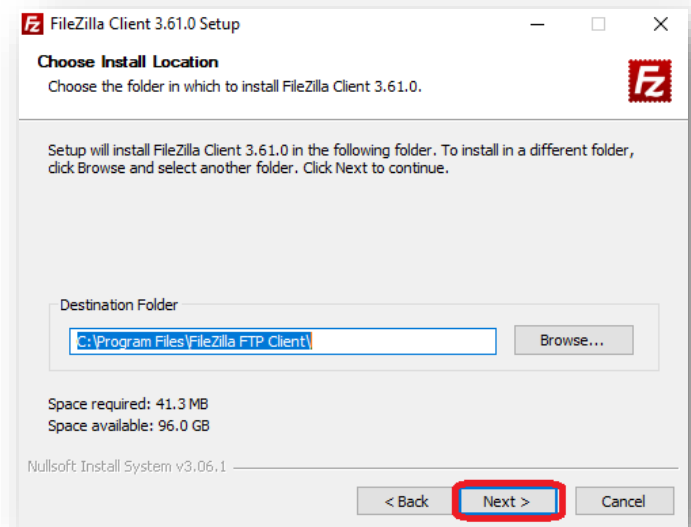 FileZilla Client 3.61.0 Setup
Choose Install Location
Choose the folder in which to install FileZilla Client 3.61.0.
Fz
Setup will install FileZilla Client 3.61.0 in the following folder. To install in a different folder,
click Browse and select another folder. Click Next to continue.
Destination Folder
C:\Program Files\FileZilla FTP Client\
Browse...
Space required: 41.3 MB
Space available: 96.0 GB
Nullsoft Install System v3.06.1
< Back
Next >
Cancel